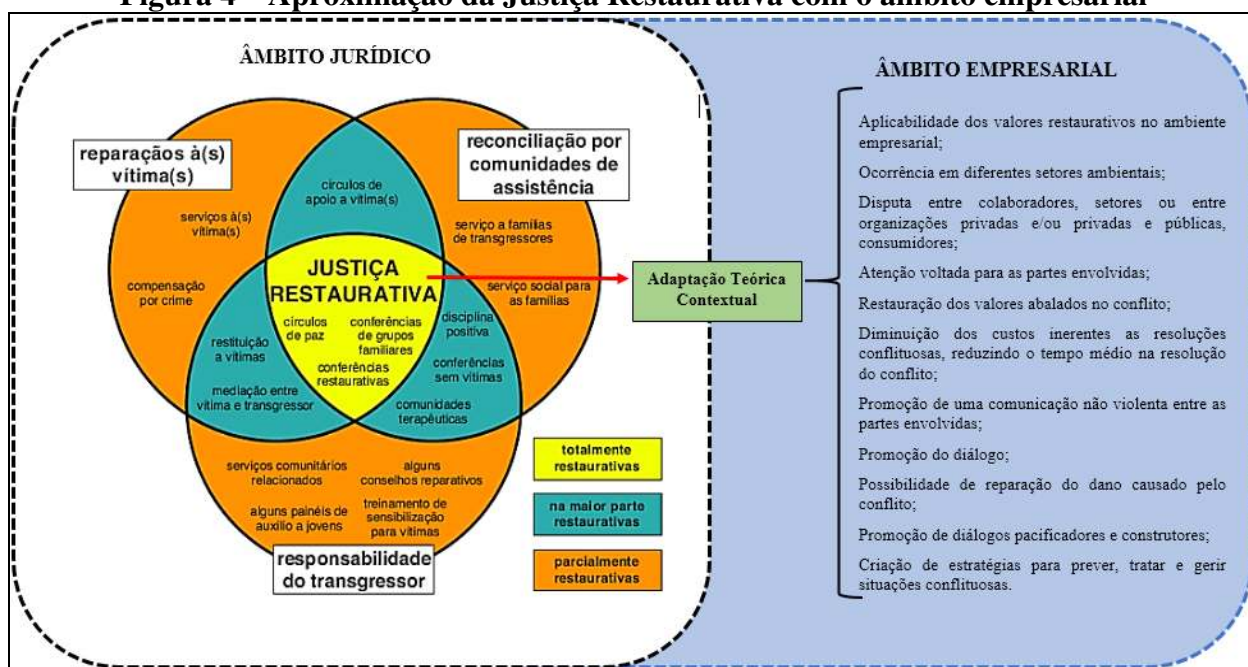 Figura 4 – Aproximação da Justiça Restaurativa com o âmbito empresarial
ÂMBITO JURÍDICO
reparaçãos à(s)
vítima(s)
reconciliação por
comunidades de
assistência
círculos de
apoio a vítima(s)
serviços à(s)
vítima(s)
serviço a famílias
de transgressores
compensação
por crime
JUSTIÇA
RESTAURATIVA
serviço social para
as famílias
círculos
de paz
conferências
de grupos
familiares
conferências
restaurativas
disciplina
positiva
restituição
a vítimas
conferências
sem vítimas
mediação entre
vítima e transgressor
comunidades
terapêuticas
serviços comunitários
relacionados
alguns
conselhos reparativos
alguns painéis de
auxílio a jovens
treinamento de
sensibilização
para vítimas
responsabilidade
do transgressor
totalmente
restaurativas
na maior parte
restaurativas
parcialmente
restaurativas
Adaptação Teórica
Contextual
ÂMBITO EMPRESARIAL
Aplicabilidade dos valores restaurativos no ambiente
empresarial;
Ocorrência em diferentes setores ambientais;
Disputa entre colaboradores, setores ou entre
organizações privadas e/ou privadas e públicas,
consumidores;
Atenção voltada para as partes envolvidas;
Restauração dos valores abalados no conflito;
Diminuição dos custos inerentes as resoluções
conflituosas, reduzindo o tempo médio na resolução
do conflito;
Promoção de uma comunicação não violenta entre as
partes envolvidas;
Promoção do diálogo;
Possibilidade de reparação do dano causado pelo
conflito;
Promoção de diálogos pacificadores e construtores;
Criação de estratégias para prever, tratar e gerir
situações conflituosas.